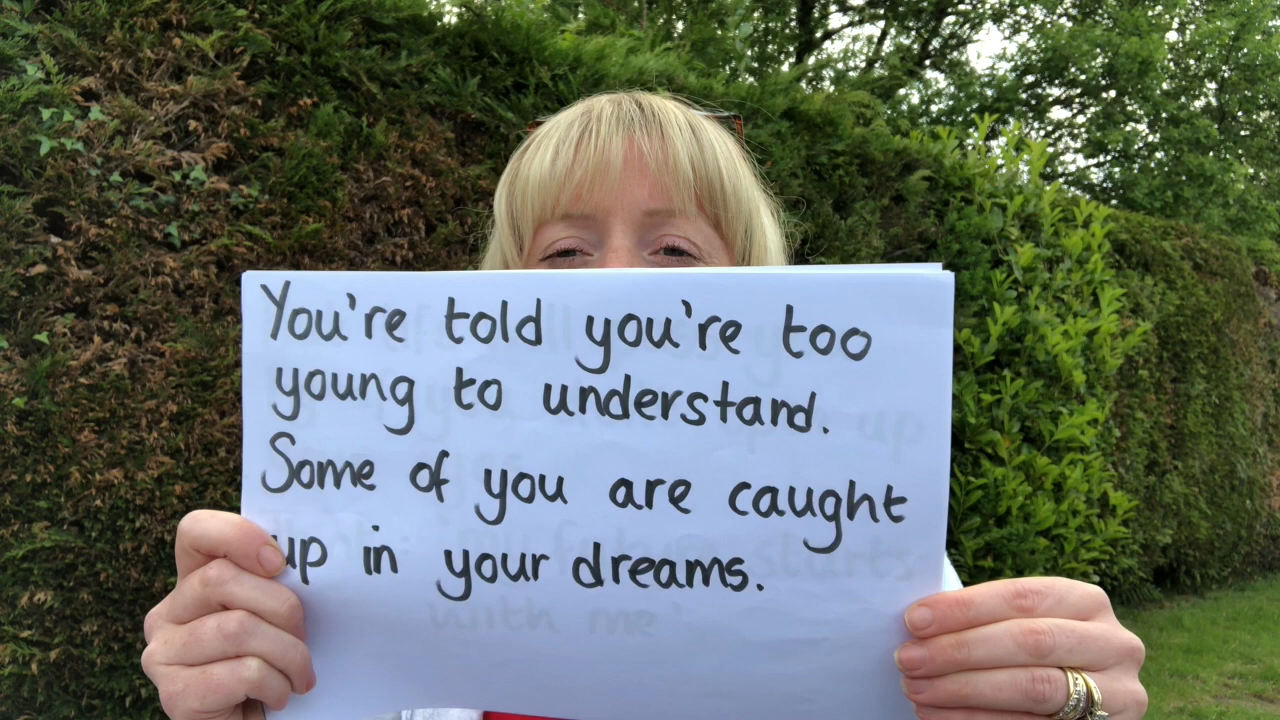 You're told you're too
young to understand.
Some of you are caught
up in your dreams.